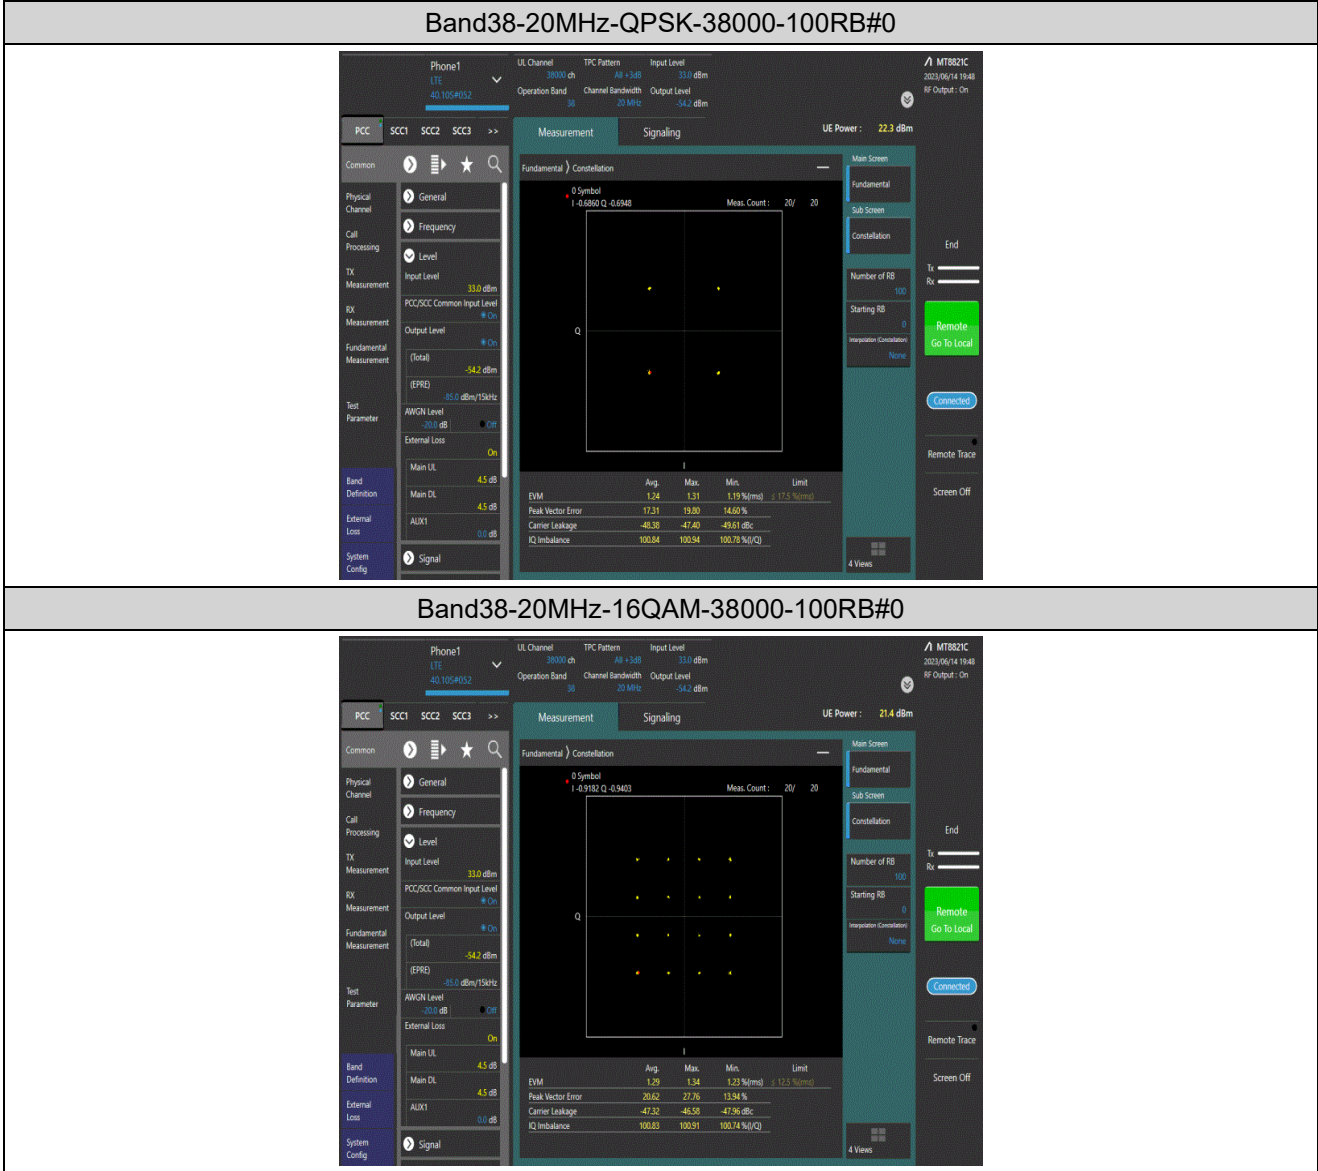 Band38-20MHz-QPSK-38000-100RB#0
Phone1
LTE
40.105#052
UL Channel TPC Pattern Input Level
38000 ch All +3dB 33.0 dBm
Operation Band Channel Bandwidth Output Level
38 20 MHz -54.2 dBm
MT8821C
2023/06/14 19:48
RF Output : On
PCC SCC1 SCC2 SCC3 >>
Measurement Signaling
UE Power : 22.3 dBm
Common
Physical Channel
Call Processing
TX Measurement
RX Measurement
Fundamental Measurement
Test Parameter
Band Definition
External Loss
System Config
General
Frequency
Level
Input Level
33.0 dBm
PCC/SCC Common Input Level
On
Output Level
On
(Total)
-54.2 dBm
(EPRE)
-85.0 dBm/15kHz
AWGN Level
-20.0 dB Off
External Loss
On
Main UL
4.5 dB
Main DL
4.5 dB
AUX1
0.0 dB
Signal
Fundamental Constellation
0 Symbol
I -0.6860 Q -0.6948 Meas. Count : 20/ 20
Q
I
Avg. Max. Min. Limit
EVM 1.24 1.31 1.19 %(rms) ≤ 17.5 %(rms)
Peak Vector Error 17.31 19.80 14.60 %
Carrier Leakage -48.38 -47.40 -49.61 dBc
IQ Imbalance 100.84 100.94 100.78 %(I/Q)
Main Screen
Fundamental
Sub Screen
Constellation
Number of RB
100
Starting RB
0
Interpolation (Constellation)
None
4 Views
End
Tx
Rx
Remote
Go To Local
Connected
Remote Trace
Screen Off
Band38-20MHz-16QAM-38000-100RB#0
Phone1
LTE
40.105#052
UL Channel TPC Pattern Input Level
38000 ch All +3dB 33.0 dBm
Operation Band Channel Bandwidth Output Level
38 20 MHz -54.2 dBm
MT8821C
2023/06/14 19:48
RF Output : On
PCC SCC1 SCC2 SCC3 >>
Measurement Signaling
UE Power : 21.4 dBm
Common
Physical Channel
Call Processing
TX Measurement
RX Measurement
Fundamental Measurement
Test Parameter
Band Definition
External Loss
System Config
General
Frequency
Level
Input Level
33.0 dBm
PCC/SCC Common Input Level
On
Output Level
On
(Total)
-54.2 dBm
(EPRE)
-85.0 dBm/15kHz
AWGN Level
-20.0 dB Off
External Loss
On
Main UL
4.5 dB
Main DL
4.5 dB
AUX1
0.0 dB
Signal
Fundamental Constellation
0 Symbol
I -0.9182 Q -0.9403 Meas. Count : 20/ 20
Q
I
Avg. Max. Min. Limit
EVM 1.29 1.34 1.23 %(rms) ≤ 12.5 %(rms)
Peak Vector Error 20.62 27.76 13.94 %
Carrier Leakage -47.32 -46.58 -47.96 dBc
IQ Imbalance 100.83 100.91 100.74 %(I/Q)
Main Screen
Fundamental
Sub Screen
Constellation
Number of RB
100
Starting RB
0
Interpolation (Constellation)
None
4 Views
End
Tx
Rx
Remote
Go To Local
Connected
Remote Trace
Screen Off